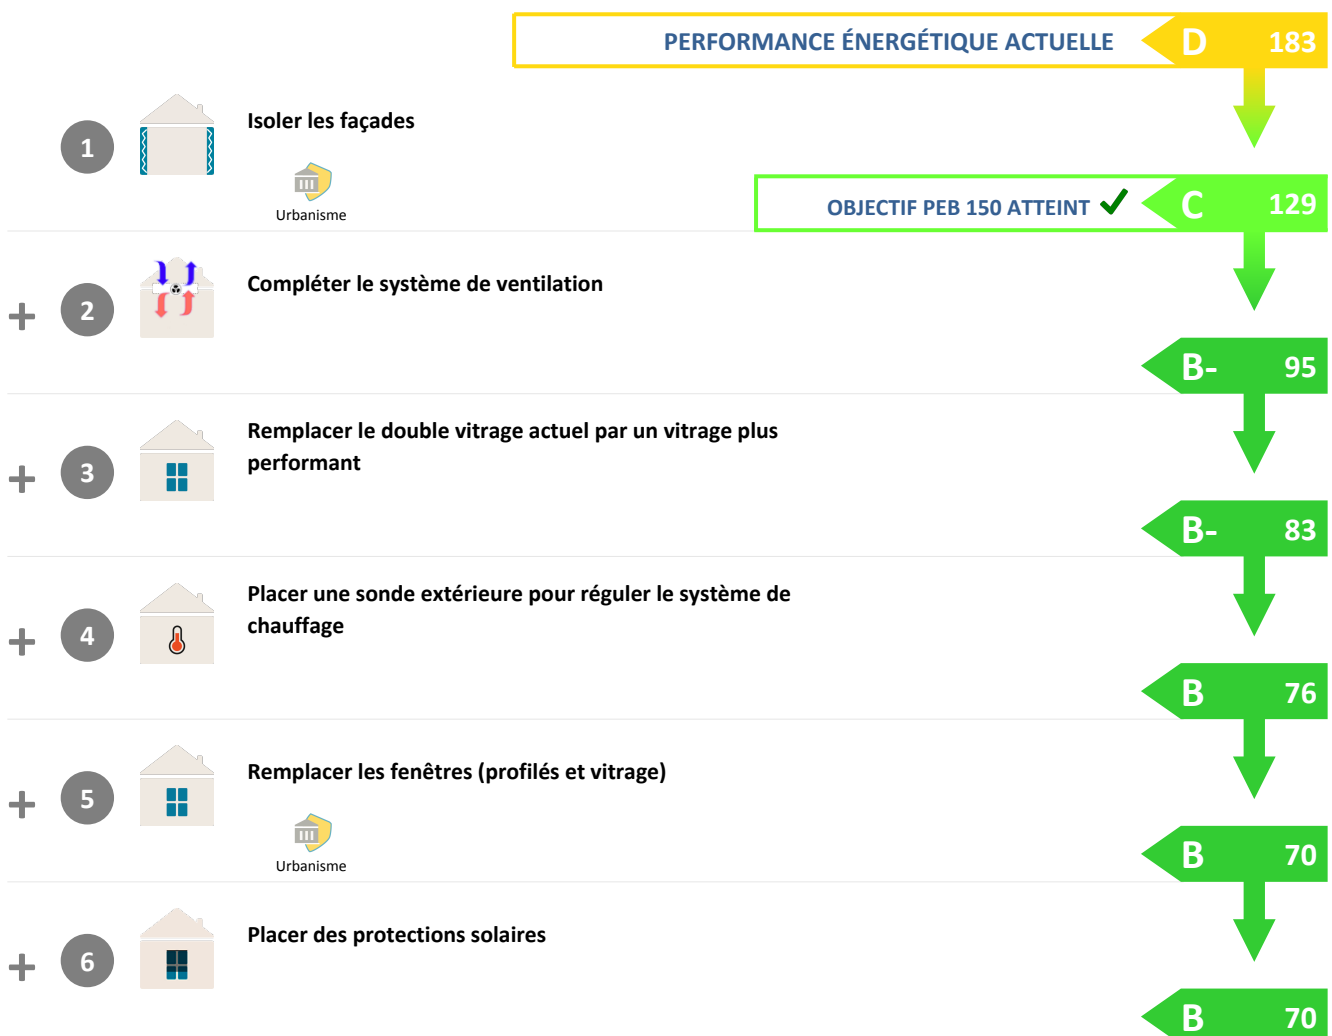 PERFORMANCE ÉNERGÉTIQUE ACTUELLE D 183
1 Isoler les façades
Urbanisme
OBJECTIF PEB 150 ATTEINT ✓ C 129
+ 2 Compléter le système de ventilation
B- 95
+ 3 Remplacer le double vitrage actuel par un vitrage plus
performant
B- 83
+ 4 Placer une sonde extérieure pour réguler le système de
chauffage
B 76
+ 5 Remplacer les fenêtres (profilés et vitrage)
Urbanisme
B 70
+ 6 Placer des protections solaires
B 70